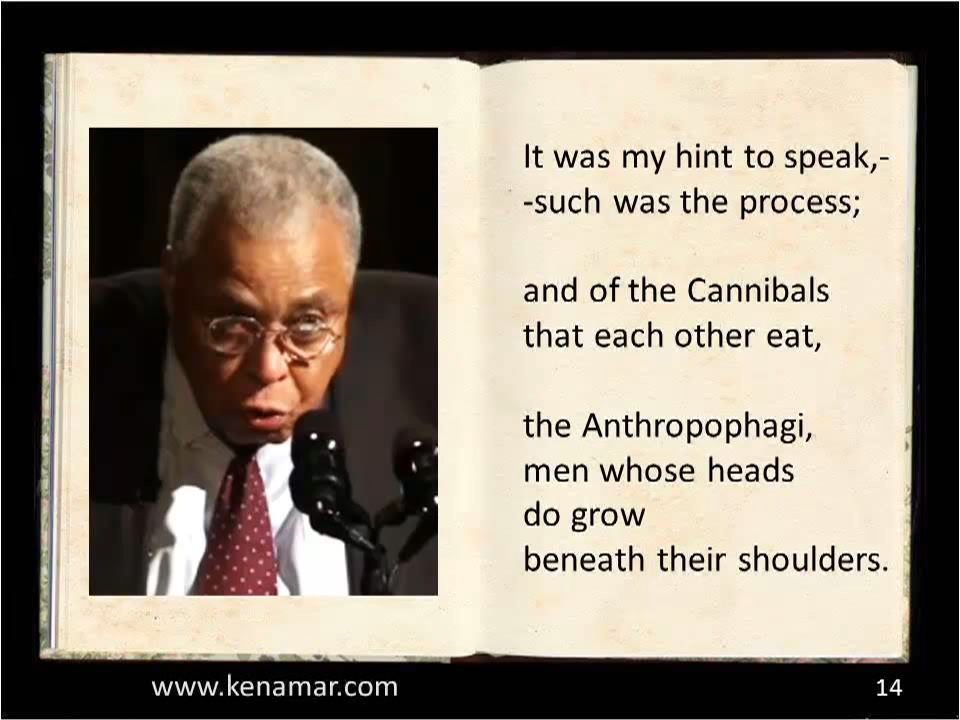 It was my hint to speak,-
-such was the process;
and of the Cannibals
that each other eat,
the Anthropophagi,
men whose heads
do grow
beneath their shoulders.
www.kenamar.com
14